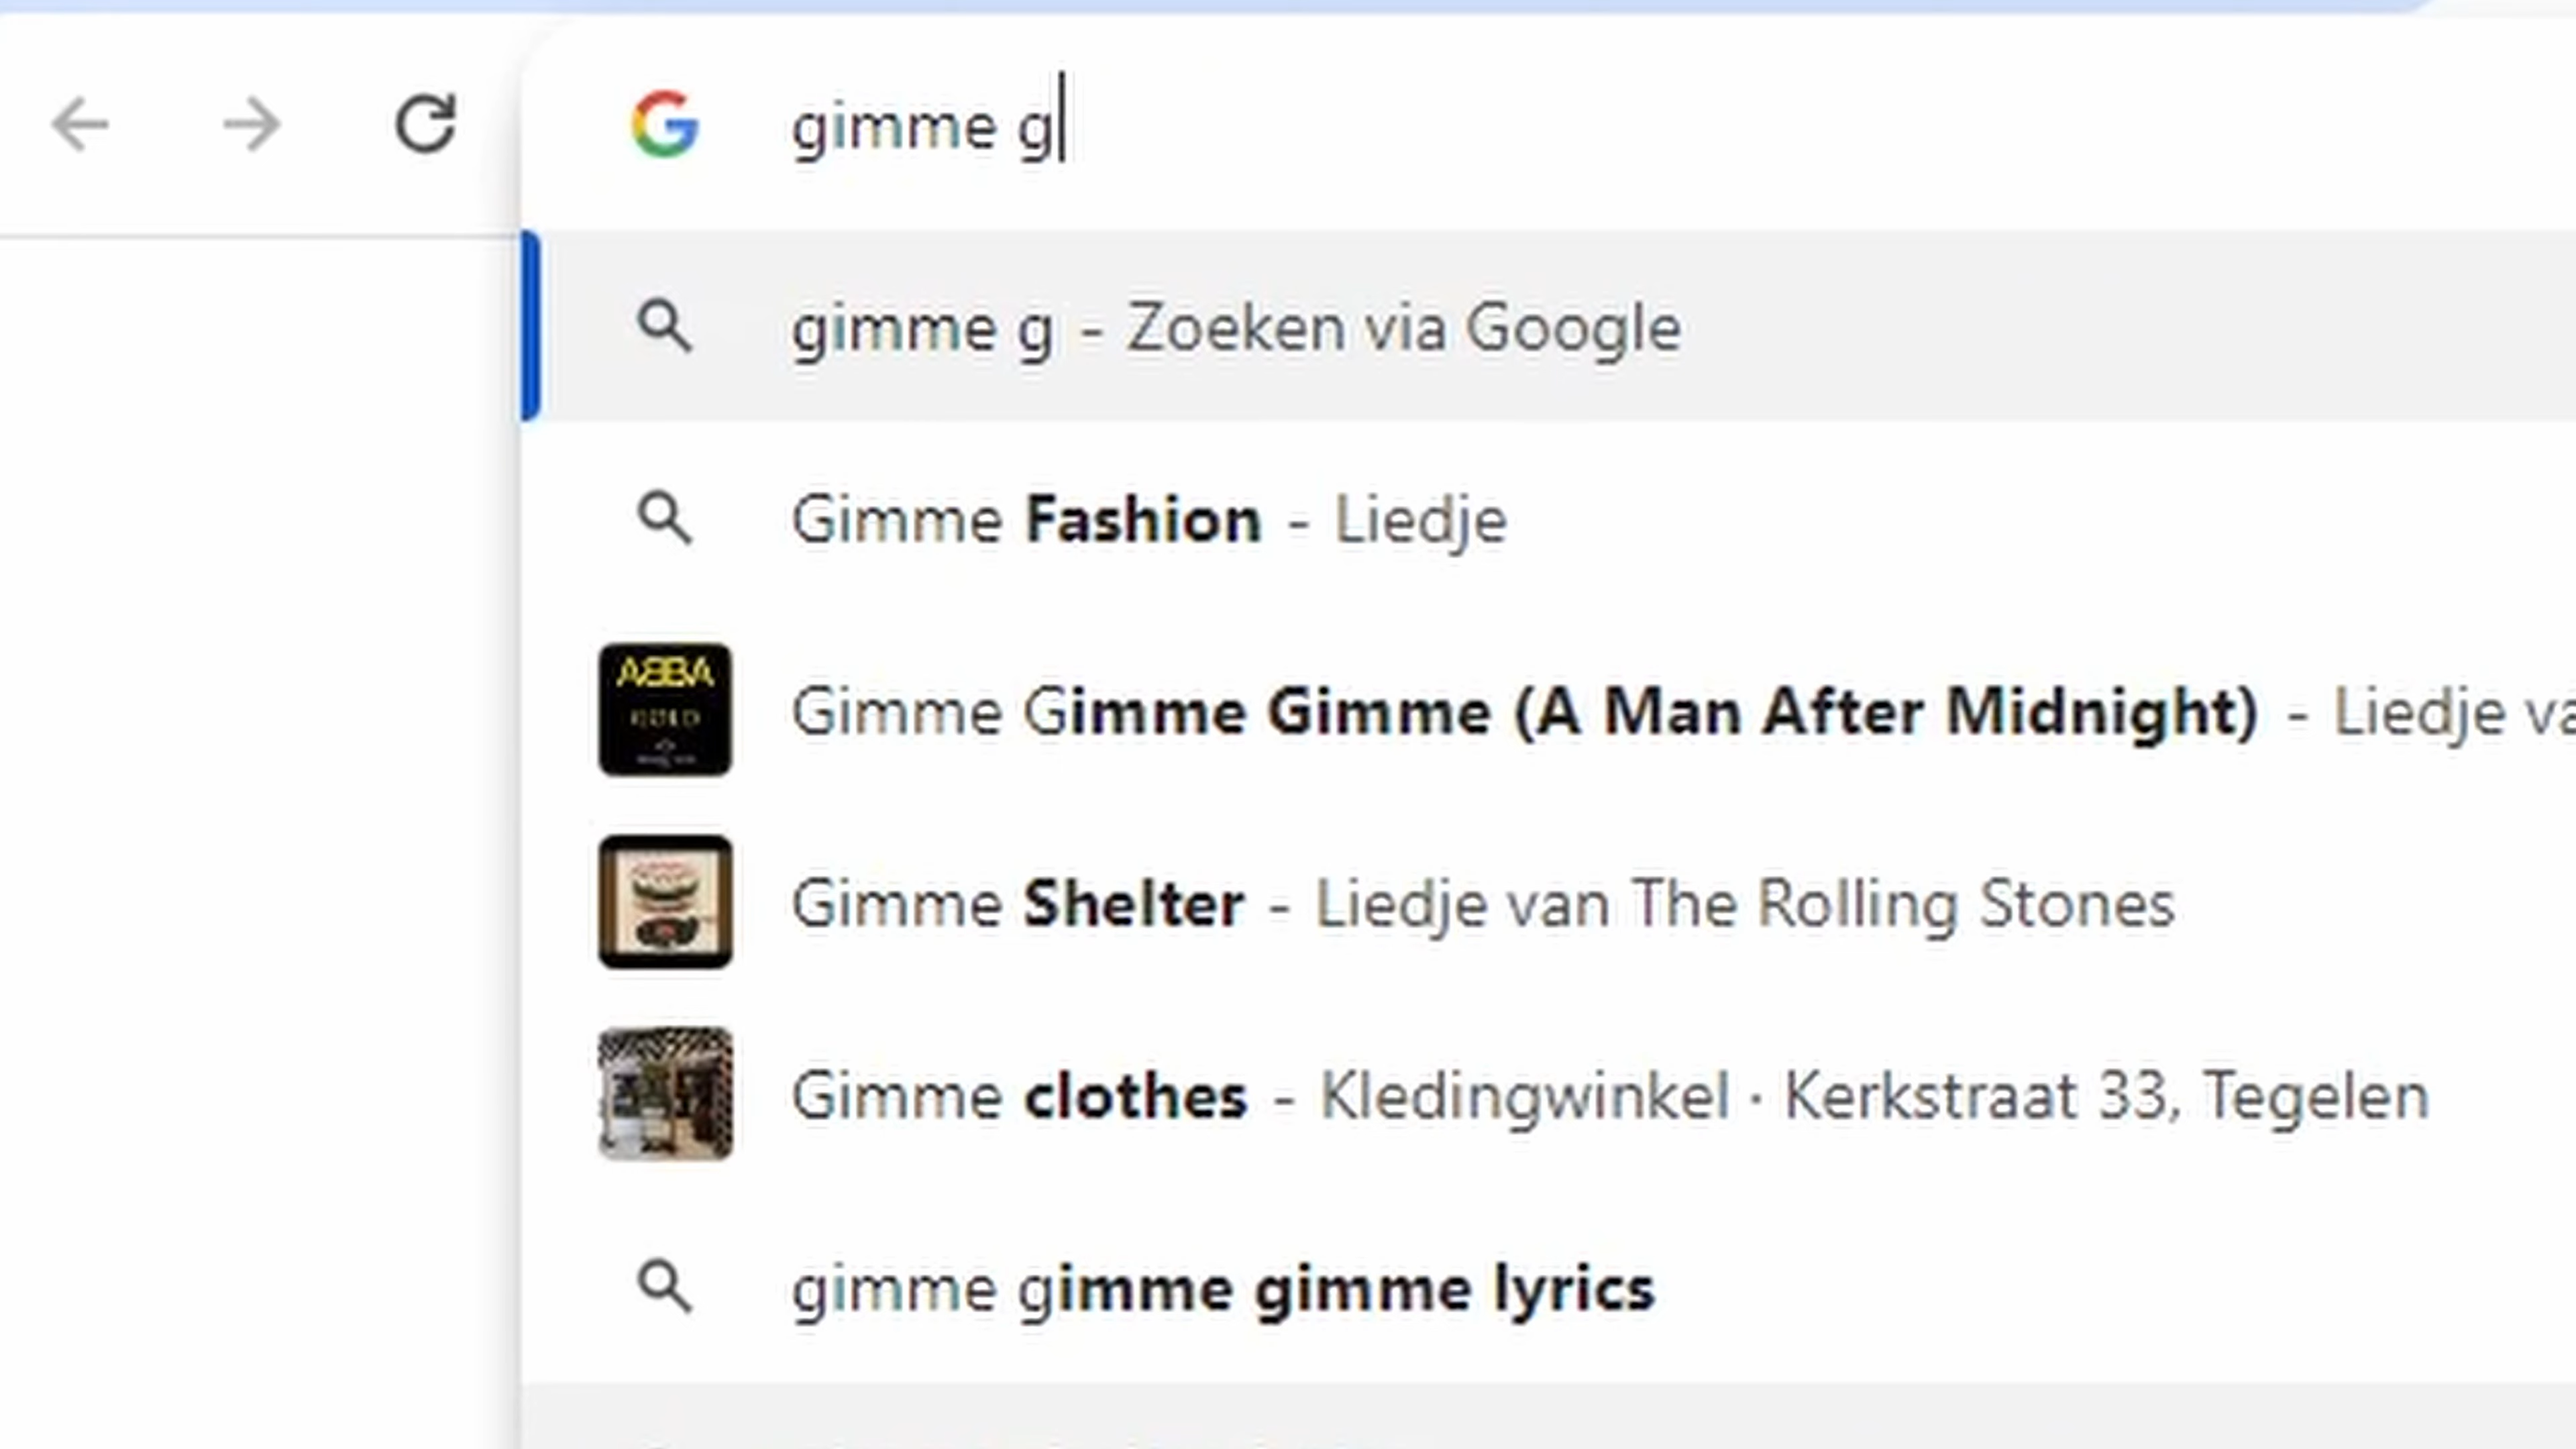 gimme g
gimme g - Zoeken via Google
Gimme Fashion - Liedje
ABBA
GOLD
Gimme Gimme Gimme (A Man After Midnight) - Liedje va
Gimme Shelter - Liedje van The Rolling Stones
Gimme clothes - Kledingwinkel · Kerkstraat 33, Tegelen
gimme gimme gimme lyrics